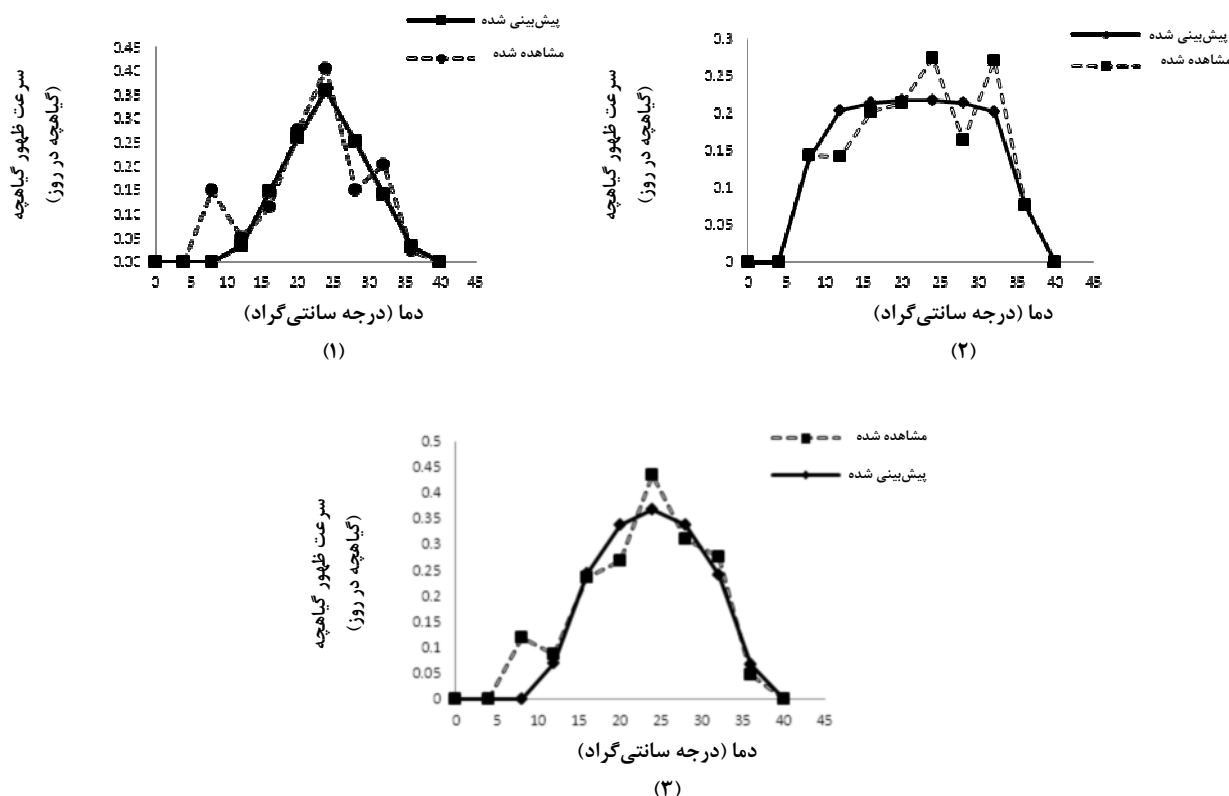 پیش‌بینی شده
مشاهده شده
سرعت ظهور گیاهچه
(گیاهچه در روز)
0.45
0.40
0.35
0.30
0.25
0.20
0.15
0.10
0.05
0.00
0 5 10 15 20 25 30 35 40 45
دما (درجه سانتی‌گراد)
(۱)
پیش‌بینی شده
مشاهده شده
سرعت ظهور گیاهچه
(گیاهچه در روز)
0.3
0.25
0.2
0.15
0.1
0.05
0
0 5 10 15 20 25 30 35 40 45
دما (درجه سانتی‌گراد)
(۲)
مشاهده شده
پیش‌بینی شده
سرعت ظهور گیاهچه
(گیاهچه در روز)
0.5
0.45
0.4
0.35
0.3
0.25
0.2
0.15
0.1
0.05
0
0 5 10 15 20 25 30 35 40 45
دما (درجه سانتی‌گراد)
(۳)